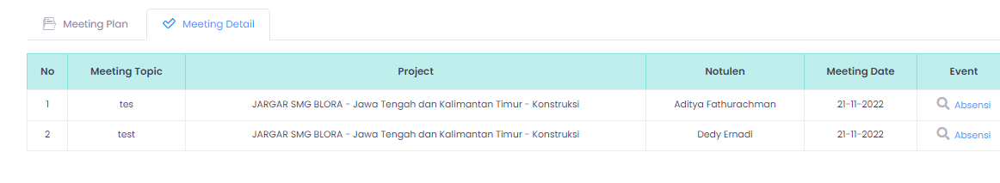 Meeting Plan Meeting Detail
No Meeting Topic Project Notulen Meeting Date Event
1 tes JARGAR SMG BLORA - Jawa Tengah dan Kalimantan Timur - Konstruksi Aditya Fathurachman 21-11-2022 Absensi
2 test JARGAR SMG BLORA - Jawa Tengah dan Kalimantan Timur - Konstruksi Dedy Ernadi 21-11-2022 Absensi